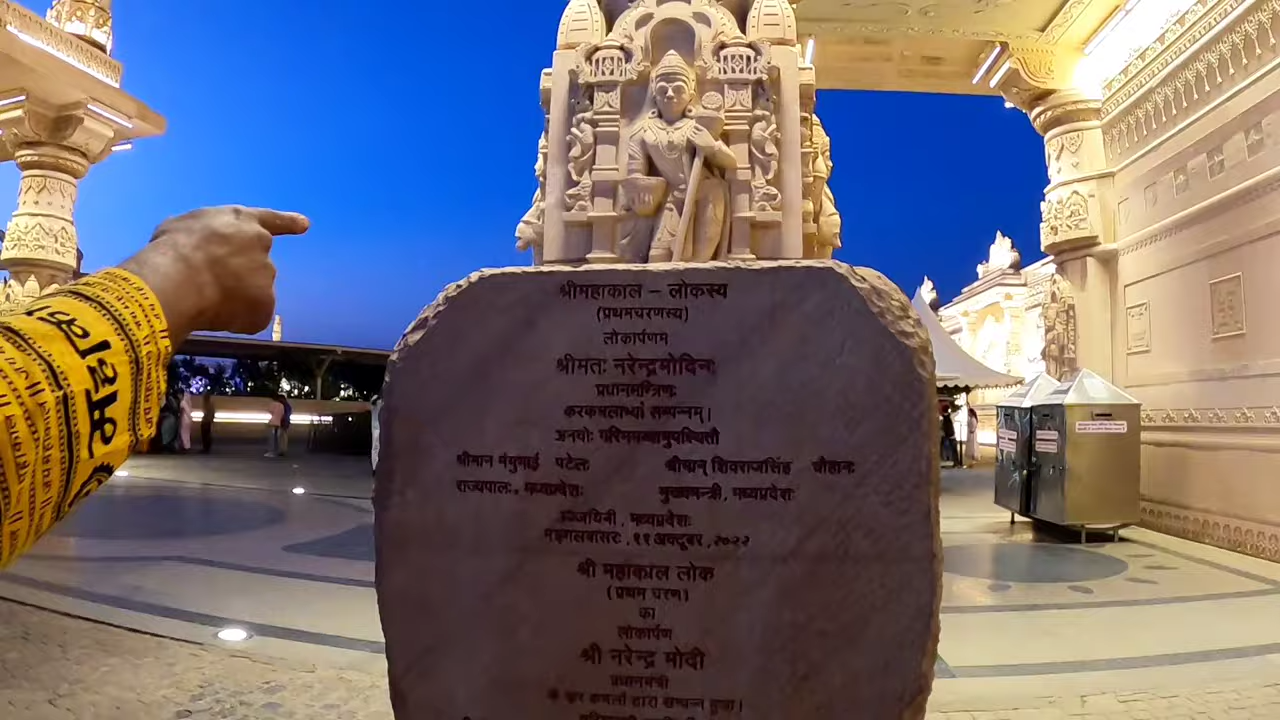 श्रीमहाकाल – लोकस्य
(प्रथमचरणस्य)
लोकार्पणम
श्रीमतः नरेन्द्रमोदिनः
प्रधानमन्त्रिणः
करकमलाभ्यां सम्पन्नम्।
अनयोः गरिममय्यामुपस्थितौ
श्रीमान मंगुभाई पटेलः
श्रीमान् शिवराजसिंह चौहानः
राज्यपालः, मध्यप्रदेशः
मुख्यमन्त्री, मध्यप्रदेशः
उज्जयिनी, मध्यप्रदेशः
मङ्गलवासरः, ११ अक्टूबर, २०२२
श्री महाकाल लोक
(प्रथम चरण)
का
लोकार्पण
श्री नरेन्द्र मोदी
प्रधानमंत्री
के कर कमलों द्वारा सम्पन्न हुआ।